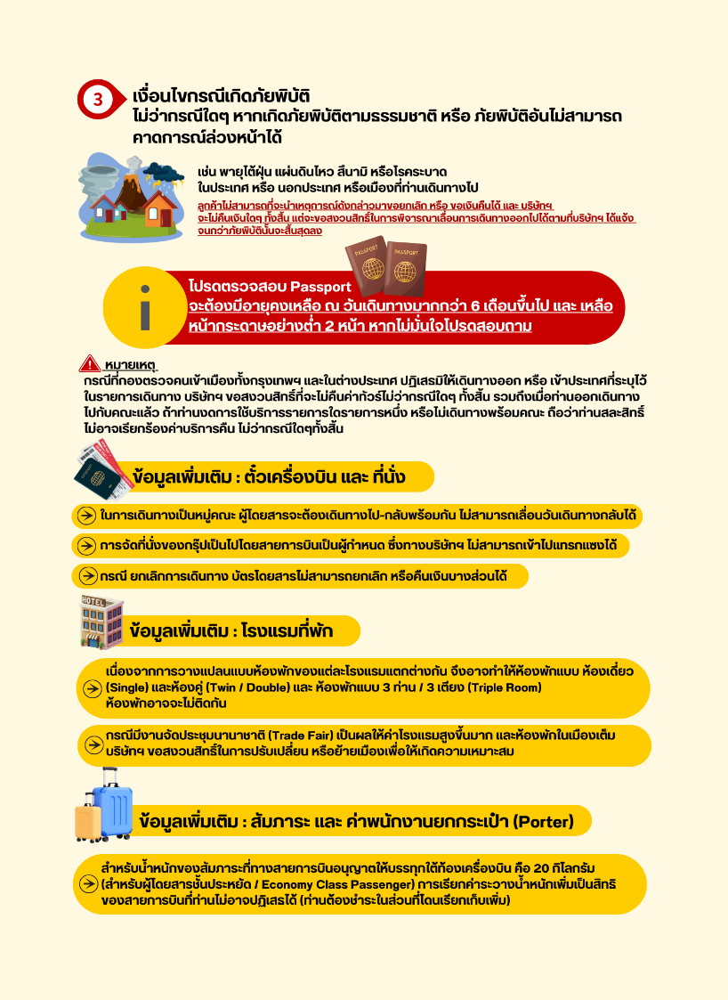 3
เงื่อนไขกรณีเกิดภัยพิบัติ
ไม่ว่ากรณีใดๆ หากเกิดภัยพิบัติตามธรรมชาติ หรือ ภัยพิบัติอันไม่สามารถ
คาดการณ์ล่วงหน้าได้
เช่น พายุไต้ฝุ่น แผ่นดินไหว สึนามิ หรือโรคระบาด
ในประเทศ หรือ นอกประเทศ หรือเมืองที่ท่านเดินทางไป
ลูกค้าไม่สามารถที่จะนำเหตุการณ์ดังกล่าวมาขอยกเลิก หรือ ขอเงินคืนได้ และ บริษัทฯ
จะไม่คืนเงินใดๆ ทั้งสิ้น แต่จะขอสงวนสิทธิ์ในการพิจารณาเลื่อนการเดินทางออกไปได้ตามที่บริษัทฯ ได้แจ้ง
จนกว่าภัยพิบัตินั้นจะสิ้นสุดลง
PASSPORT
PASSPORT
i
โปรดตรวจสอบ Passport
จะต้องมีอายุคงเหลือ ณ วันเดินทางมากกว่า 6 เดือนขึ้นไป และ เหลือ
หน้ากระดาษอย่างต่ำ 2 หน้า หากไม่มั่นใจโปรดสอบถาม
หมายเหตุ
กรณีที่กองตรวจคนเข้าเมืองทั้งกรุงเทพฯ และในต่างประเทศ ปฏิเสธมิให้เดินทางออก หรือ เข้าประเทศที่ระบุไว้
ในรายการเดินทาง บริษัทฯ ขอสงวนสิทธิ์ที่จะไม่คืนค่าทัวร์ไม่ว่ากรณีใดๆ ทั้งสิ้น รวมถึงเมื่อท่านออกเดินทาง
ไปกับคณะแล้ว ถ้าท่านงดการใช้บริการรายการใดรายการหนึ่ง หรือไม่เดินทางพร้อมคณะ ถือว่าท่านสละสิทธิ์
ไม่อาจเรียกร้องค่าบริการคืน ไม่ว่ากรณีใดๆทั้งสิ้น
ข้อมูลเพิ่มเติม : ตั๋วเครื่องบิน และ ที่นั่ง
ในการเดินทางเป็นหมู่คณะ ผู้โดยสารจะต้องเดินทางไป-กลับพร้อมกัน ไม่สามารถเลื่อนวันเดินทางกลับได้
การจัดที่นั่งของกรุ๊ปเป็นไปโดยสายการบินเป็นผู้กำหนด ซึ่งทางบริษัทฯ ไม่สามารถเข้าไปแทรกแซงได้
กรณี ยกเลิกการเดินทาง บัตรโดยสารไม่สามารถยกเลิก หรือคืนเงินบางส่วนได้
HOTEL
ข้อมูลเพิ่มเติม : โรงแรมที่พัก
เนื่องจากการวางแปลนแบบห้องพักของแต่ละโรงแรมแตกต่างกัน จึงอาจทำให้ห้องพักแบบ ห้องเดี่ยว
(Single) และห้องคู่ (Twin / Double) และ ห้องพักแบบ 3 ท่าน / 3 เตียง (Triple Room)
ห้องพักอาจจะไม่ติดกัน
กรณีมีงานจัดประชุมนานาชาติ (Trade Fair) เป็นผลให้ค่าโรงแรมสูงขึ้นมาก และห้องพักในเมืองเต็ม
บริษัทฯ ขอสงวนสิทธิ์ในการปรับเปลี่ยน หรือย้ายเมืองเพื่อให้เกิดความเหมาะสม
ข้อมูลเพิ่มเติม : สัมภาระ และ ค่าพนักงานยกกระเป๋า (Porter)
สำหรับน้ำหนักของสัมภาระที่ทางสายการบินอนุญาตให้บรรทุกใต้ท้องเครื่องบิน คือ 20 กิโลกรัม
(สำหรับผู้โดยสารชั้นประหยัด / Economy Class Passenger) การเรียกค่าระวางน้ำหนักเพิ่มเป็นสิทธิ
ของสายการบินที่ท่านไม่อาจปฏิเสธได้ (ท่านต้องชำระในส่วนที่โดนเรียกเก็บเพิ่ม)